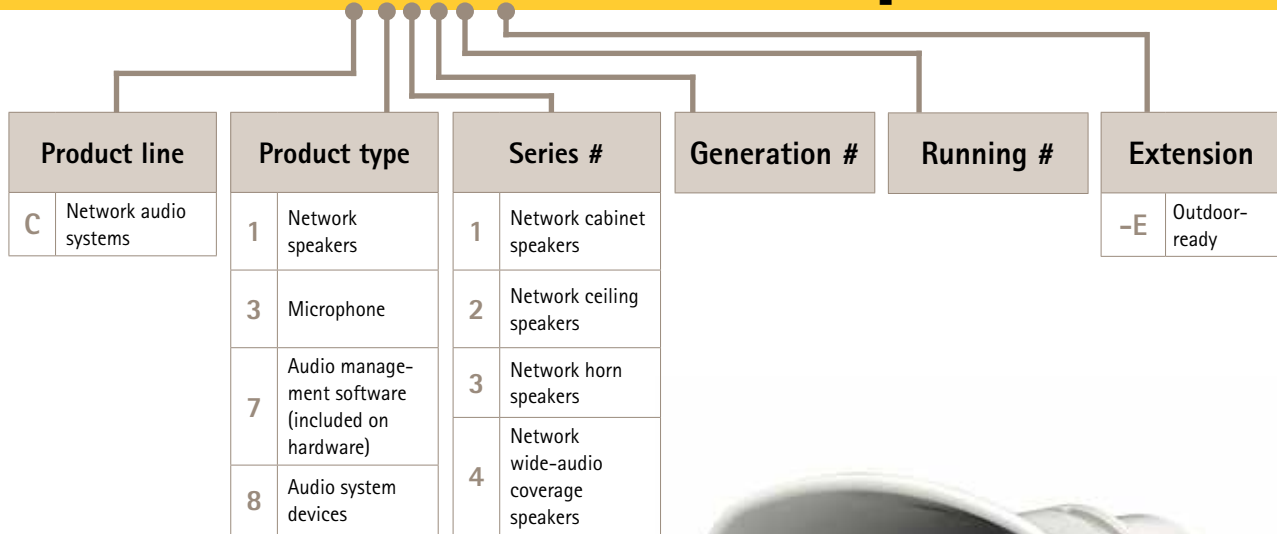 Product line
C
Network audio
systems
Product type
1
Network
speakers
3
Microphone
7
Audio manage-
ment software
(included on
hardware)
8
Audio system
devices
Series #
1
Network cabinet
speakers
2
Network ceiling
speakers
3
Network horn
speakers
4
Network
wide-audio
coverage
speakers
Generation #
Running #
Extension
-E
Outdoor-
ready